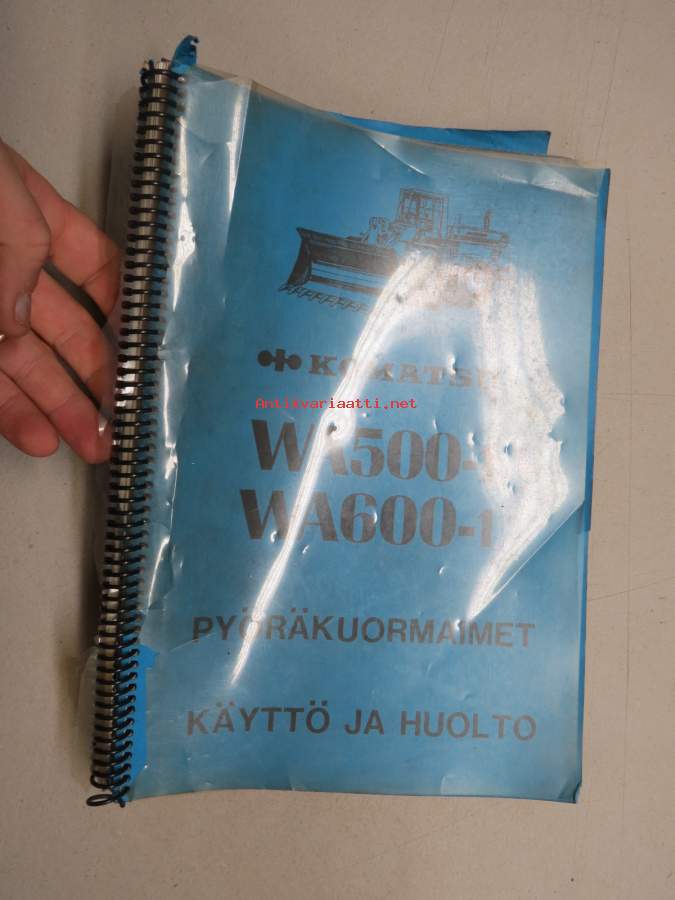 KOMATSU
Antikvariaatti.net
WA500-1
WA600-1
PYÖRÄKUORMAIMET
KÄYTTÖ JA HUOLTO